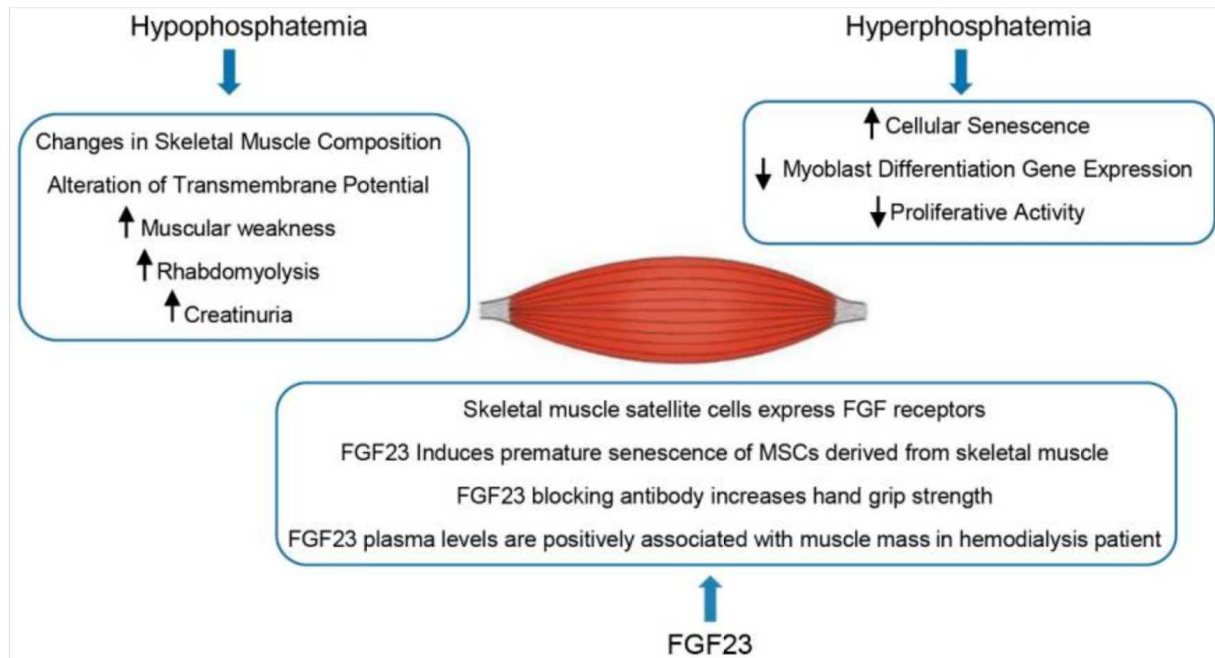 Hypophosphatemia
Changes in Skeletal Muscle Composition
Alteration of Transmembrane Potential
Muscular weakness
Rhabdomyolysis
Creatinuria
Hyperphosphatemia
Cellular Senescence
Myoblast Differentiation Gene Expression
Proliferative Activity
Skeletal muscle satellite cells express FGF receptors
FGF23 Induces premature senescence of MSCs derived from skeletal muscle
FGF23 blocking antibody increases hand grip strength
FGF23 plasma levels are positively associated with muscle mass in hemodialysis patient
FGF23